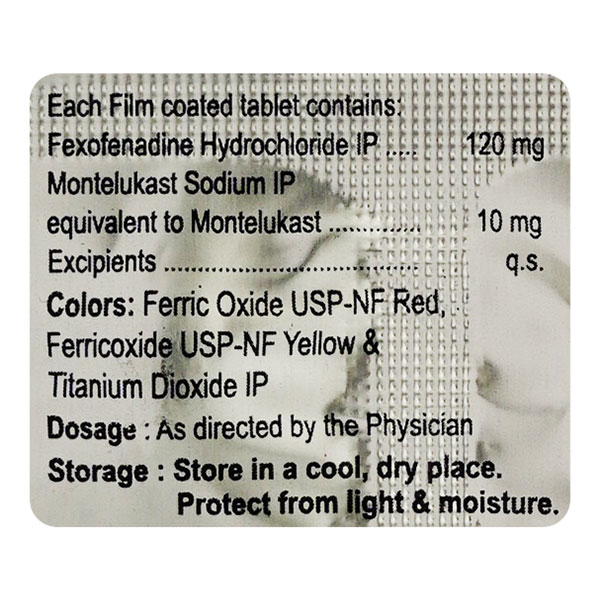 Each Film coated tablet contains:
Fexofenadine Hydrochloride IP ..... 120 mg
Montelukast Sodium IP
equivalent to Montelukast .............. 10 mg
Excipients ...................................... q.s.
Colors: Ferric Oxide USP-NF Red,
Ferricoxide USP-NF Yellow &
Titanium Dioxide IP
Dosage : As directed by the Physician
Storage : Store in a cool, dry place.
Protect from light & moisture.